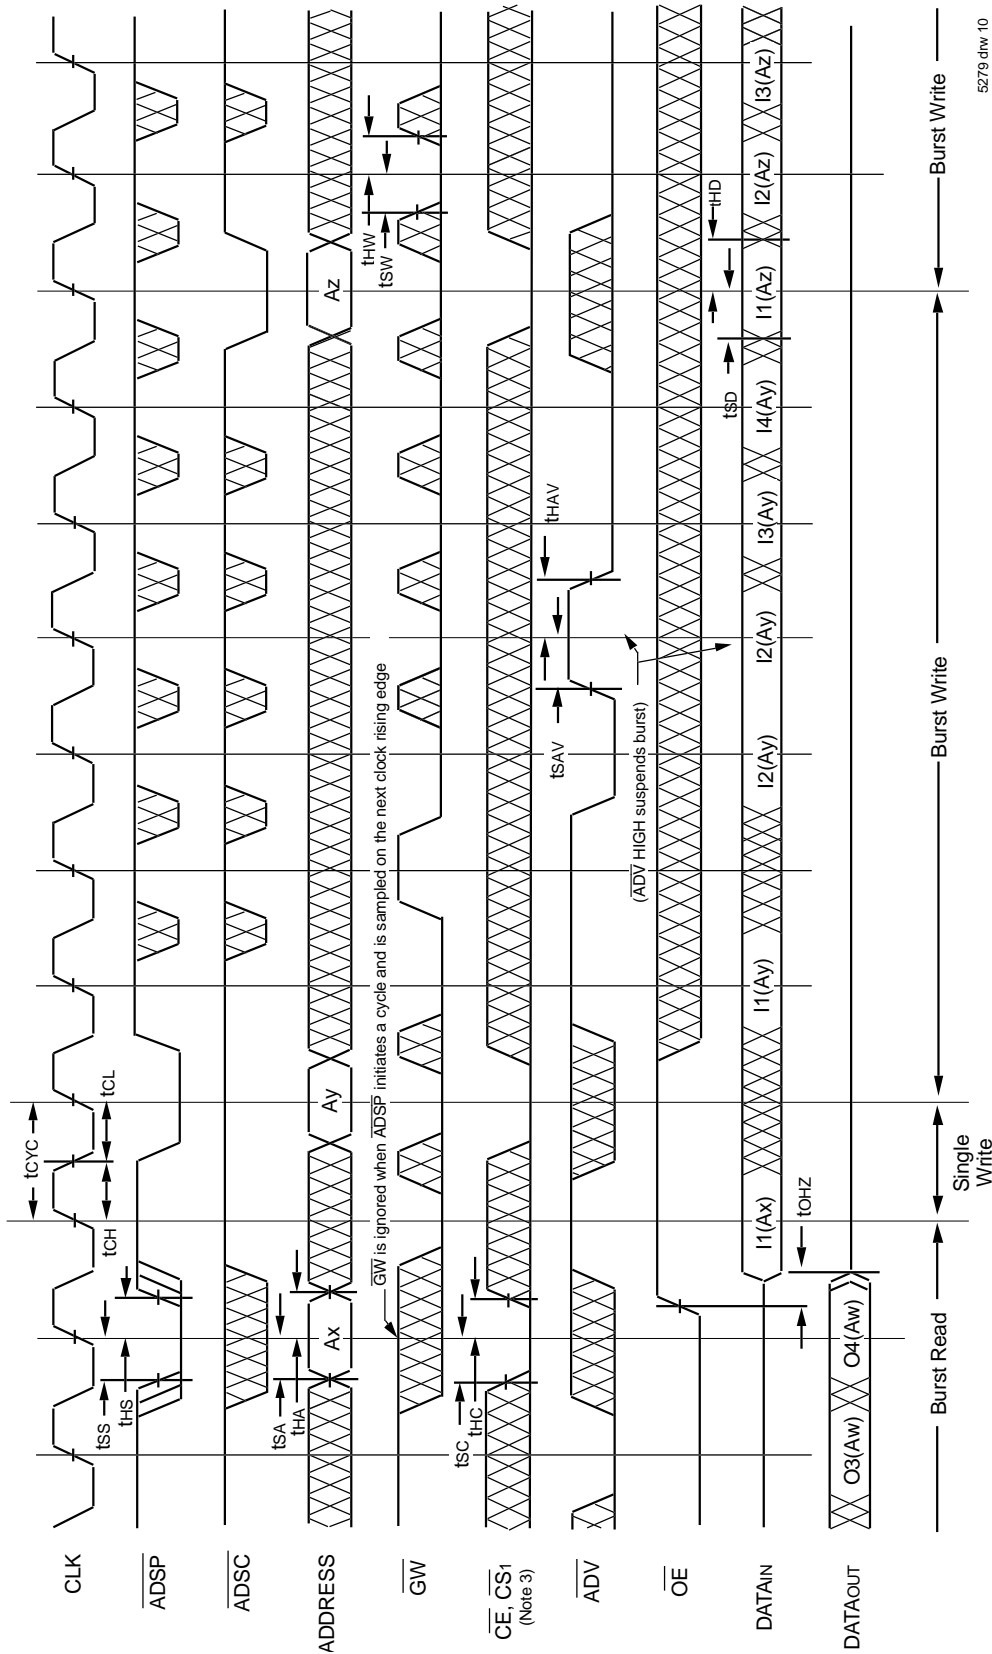 CLK
tCYC
tCH
tCL
ADSP
tSS
tHS
ADSC
ADDRESS
Ax
Ay
Az
tSA
tHA
GW is ignored when ADSP initiates a cycle and is sampled on the next clock rising edge
tHW
tSW
GW
CE, CS1
(Note 3)
tSC
tHC
ADV
tSAV
tHAV
(ADV HIGH suspends burst)
OE
tSD
tHD
DATAIN
I1(Ax)
I1(Ay)
I2(Ay)
I2(Ay)
I3(Ay)
I4(Ay)
I1(Az)
I2(Az)
I3(Az)
tOHZ
DATAOUT
O3(Aw)
O4(Aw)
Burst Read
Single
Write
Burst Write
Burst Write
5279 drw 10